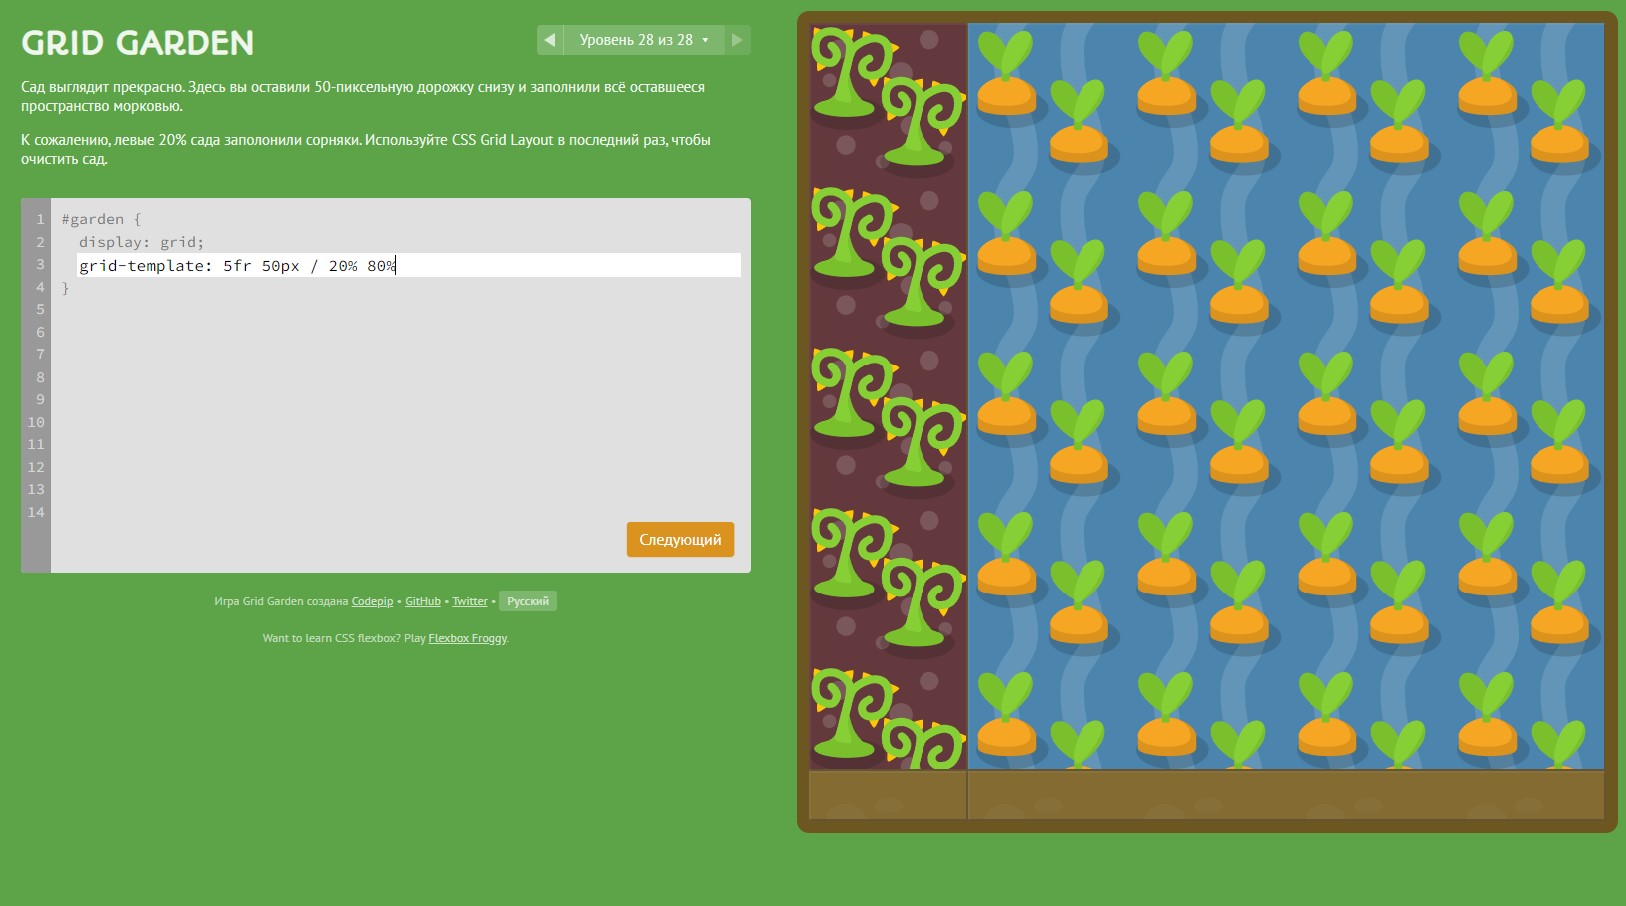 GRID GARDEN
Уровень 28 из 28
Сад выглядит прекрасно. Здесь вы оставили 50-пиксельную дорожку снизу и заполнили всё оставшееся
пространство морковью.
К сожалению, левые 20% сада заполонили сорняки. Используйте CSS Grid Layout в последний раз, чтобы
очистить сад.
1 #garden {
2 display: grid;
3 grid-template: 5fr 50px / 20% 80%
4 }
5
6
7
8
9
10
11
12
13
14
Следующий
Игра Grid Garden создана Codepip • GitHub • Twitter • Русский
Want to learn CSS flexbox? Play Flexbox Froggy.